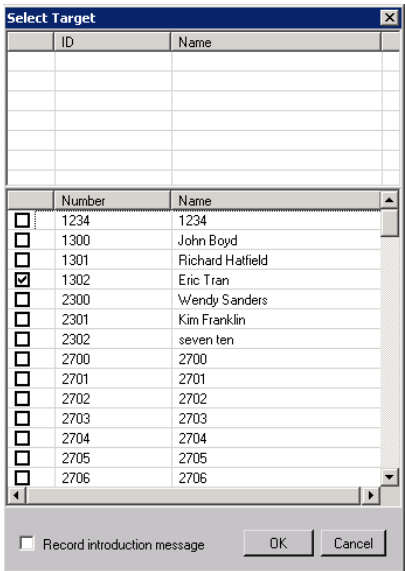 Select Target
ID Name
Number Name
1234 1234
1300 John Boyd
1301 Richard Hatfield
1302 Eric Tran
2300 Wendy Sanders
2301 Kim Franklin
2302 seven ten
2700 2700
2701 2701
2702 2702
2703 2703
2704 2704
2705 2705
2706 2706
Record introduction message OK Cancel